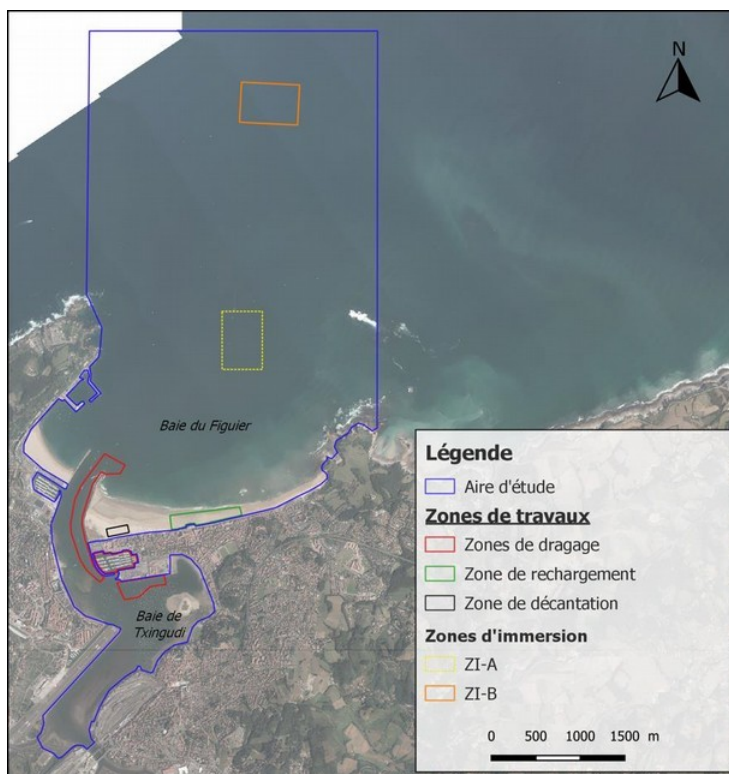 N
Baie du Figuier
Baie de
Txingudi
Légende
Aire d'étude
Zones de travaux
Zones de dragage
Zone de rechargement
Zone de décantation
Zones d'immersion
ZI-A
ZI-B
0 500 1000 1500 m